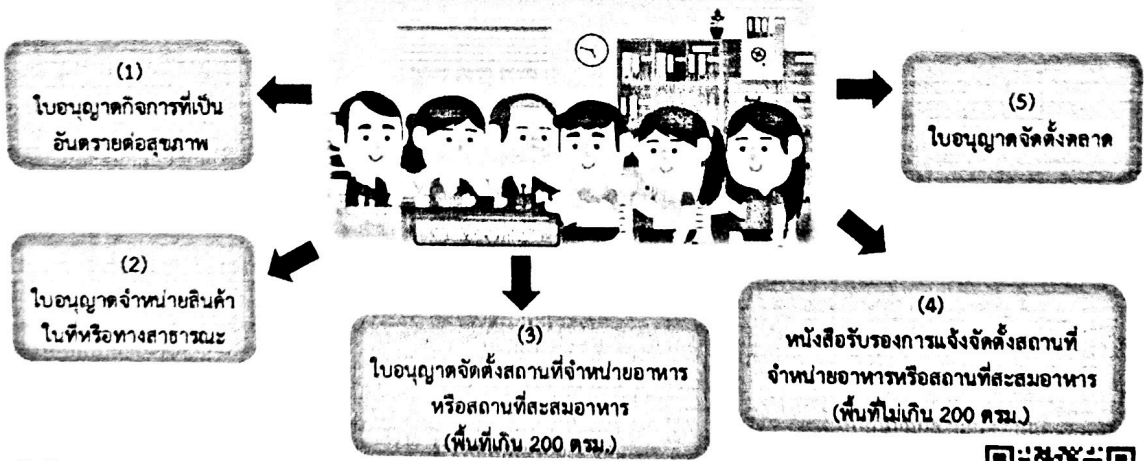 (1)
ใบอนุญาตกิจการที่เป็น
อันตรายต่อสุขภาพ
(2)
ใบอนุญาตจำหน่ายสินค้า
ในที่หรือทางสาธารณะ
(3)
ใบอนุญาตจัดตั้งสถานที่จำหน่ายอาหาร
หรือสถานที่สะสมอาหาร
(พื้นที่เกิน 200 ตรม.)
(4)
หนังสือรับรองการแจ้งจัดตั้งสถานที่
จำหน่ายอาหารหรือสถานที่สะสมอาหาร
(พื้นที่ไม่เกิน 200 ตรม.)
(5)
ใบอนุญาตจัดตั้งตลาด